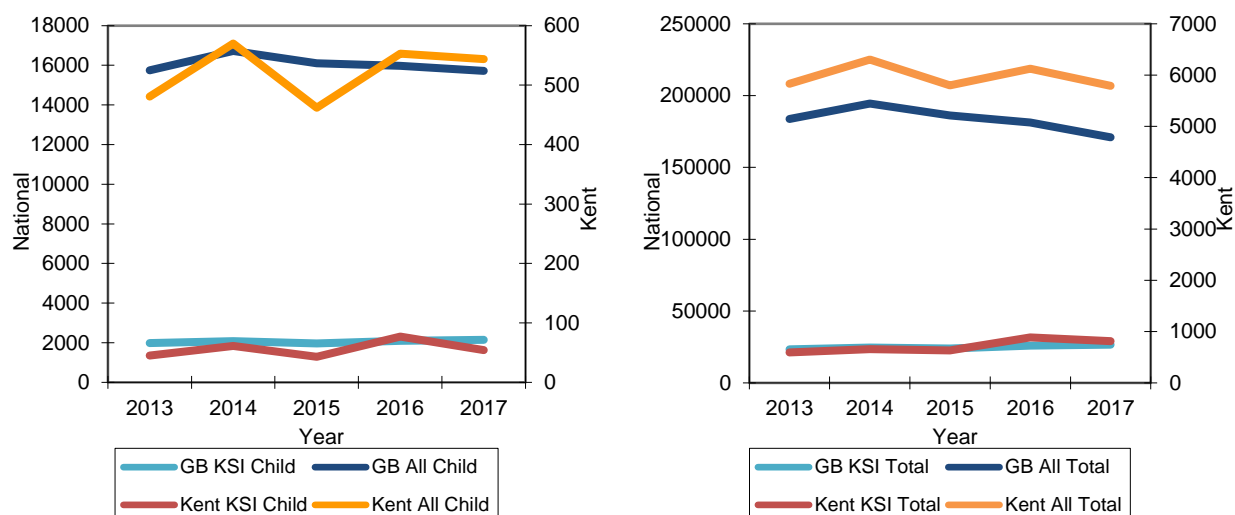 18000
16000
14000
12000
10000
8000
6000
4000
2000
0
National
600
500
400
300
200
100
0
Kent
2013 2014 2015 2016 2017
Year
GB KSI Child GB All Child
Kent KSI Child Kent All Child
250000
200000
150000
100000
50000
0
National
7000
6000
5000
4000
3000
2000
1000
0
Kent
2013 2014 2015 2016 2017
Year
GB KSI Total GB All Total
Kent KSI Total Kent All Total